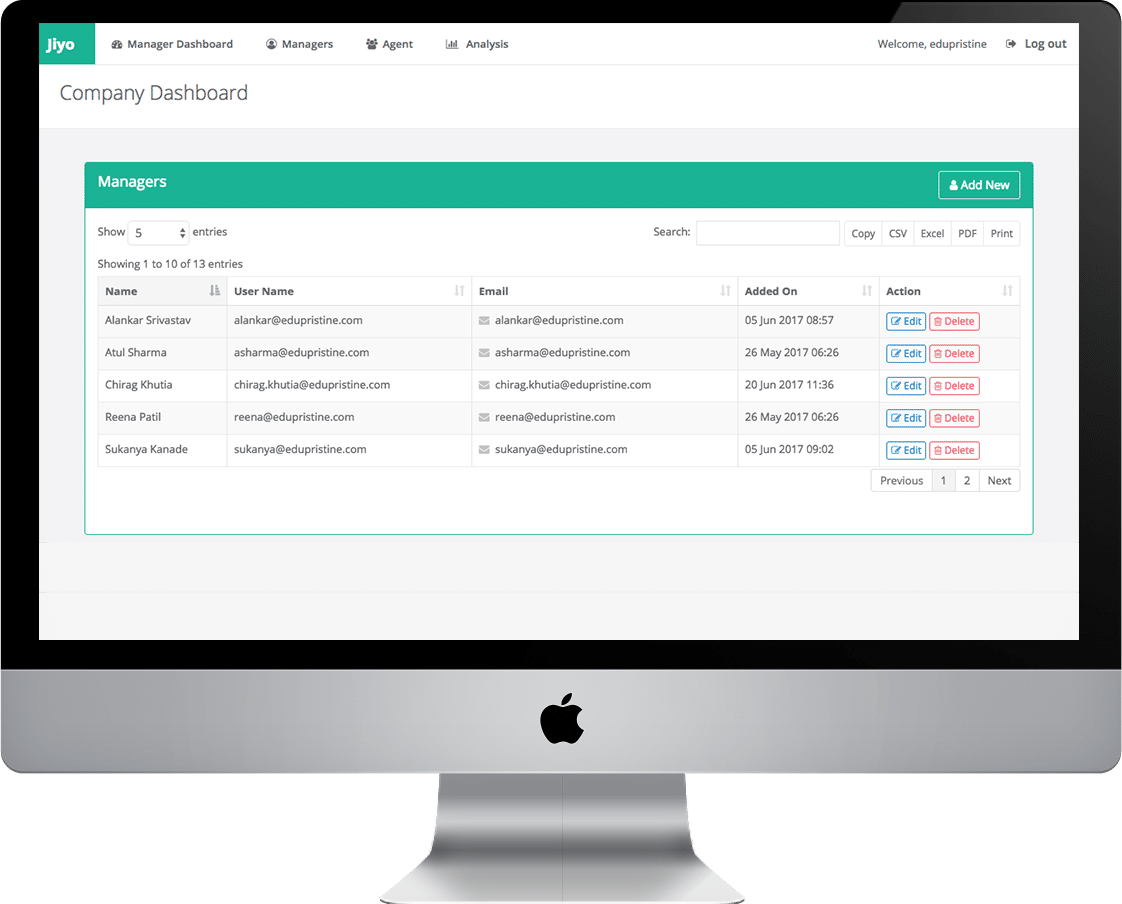 Jiyo Manager Dashboard Managers Agent Analysis Welcome, edupristine Log out
Company Dashboard
Managers Add New
Show 5 entries Search: Copy CSV Excel PDF Print
Showing 1 to 10 of 13 entries
Name User Name Email Added On Action
Alankar Srivastav alankar@edupristine.com alankar@edupristine.com 05 Jun 2017 08:57 Edit Delete
Atul Sharma asharma@edupristine.com asharma@edupristine.com 26 May 2017 06:26 Edit Delete
Chirag Khutia chirag.khutia@edupristine.com chirag.khutia@edupristine.com 20 Jun 2017 11:36 Edit Delete
Reena Patil reena@edupristine.com reena@edupristine.com 26 May 2017 06:26 Edit Delete
Sukanya Kanade sukanya@edupristine.com sukanya@edupristine.com 05 Jun 2017 09:02 Edit Delete
Previous 1 2 Next